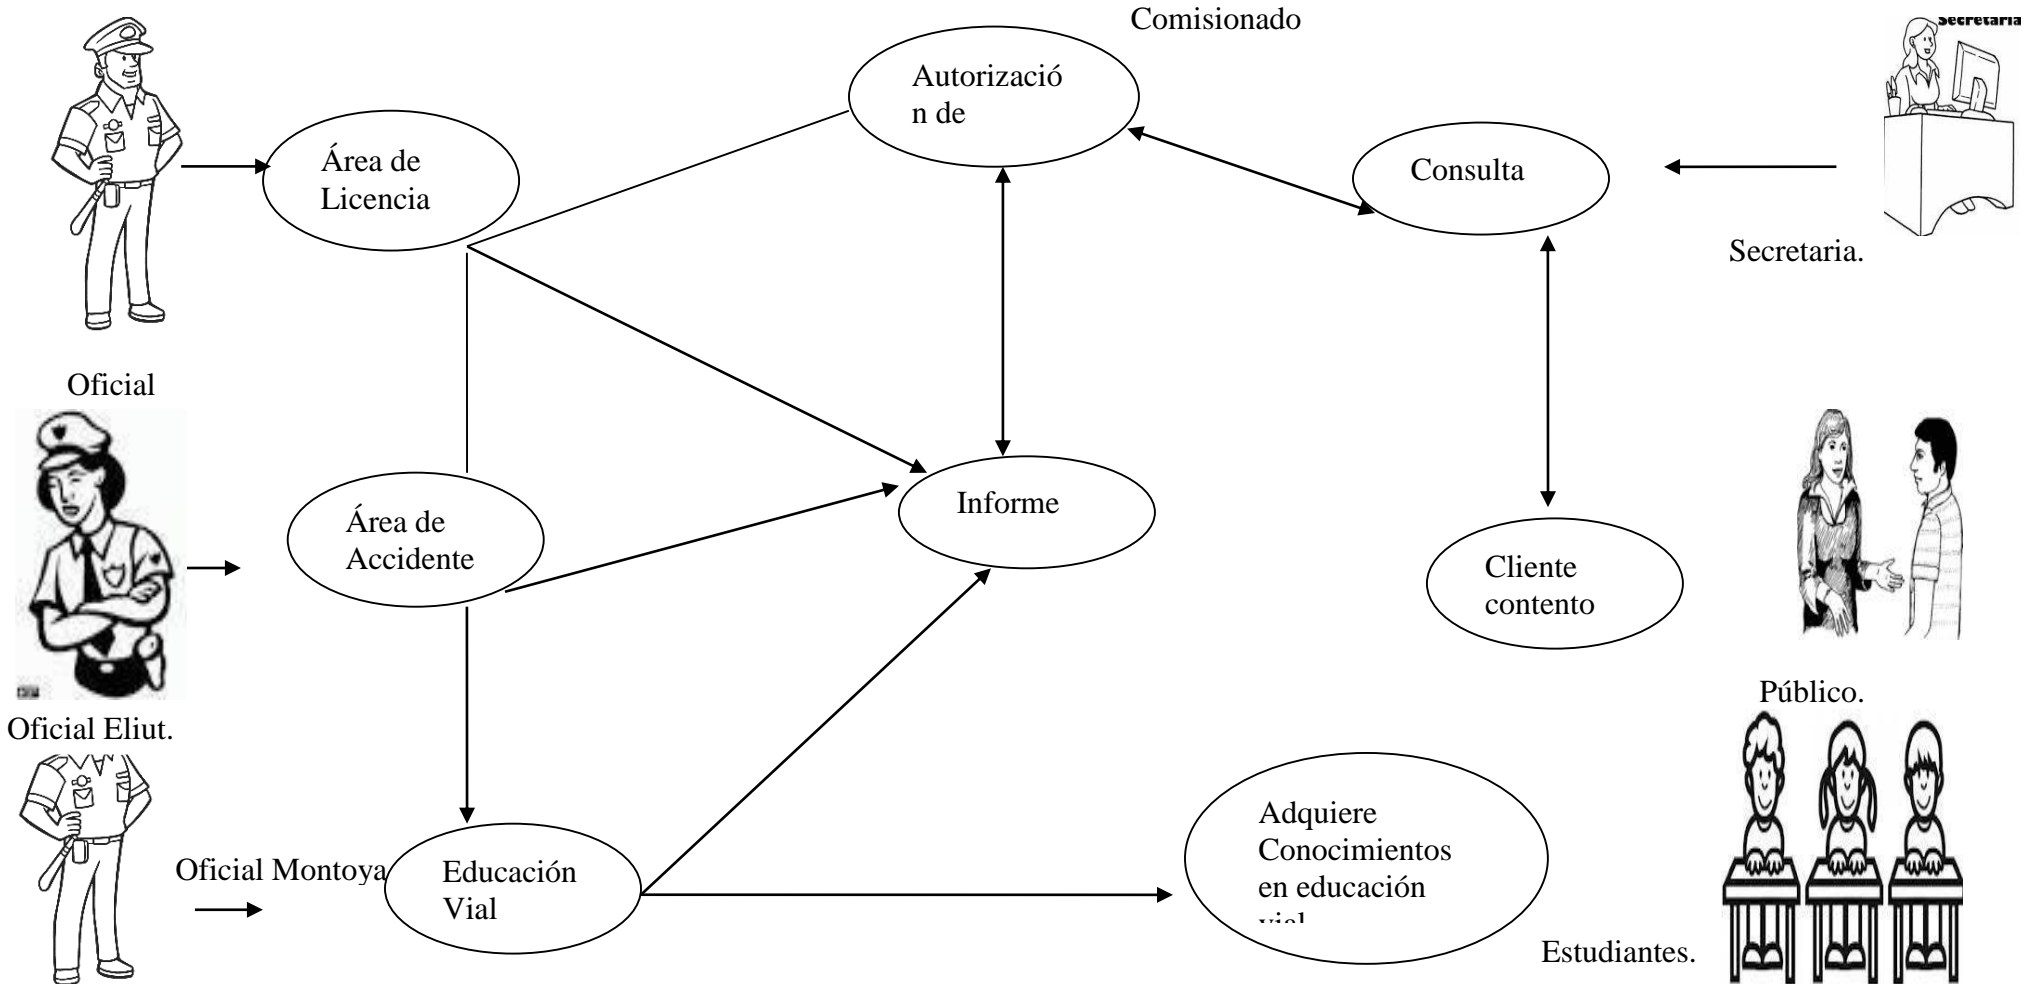 Comisionado
Secretaria
Autorizació
n de
Área de
Licencia
Consulta
Secretaria.
Oficial
Informe
Área de
Accidente
Cliente
contento
Público.
Oficial Eliut.
Oficial Montoya
Educación
Vial
Adquiere
Conocimientos
en educación
vial
Estudiantes.